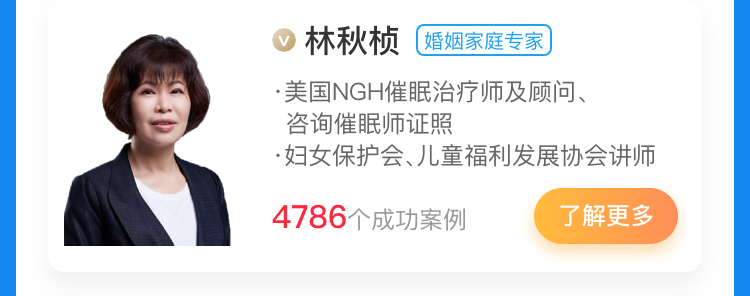 V 林秋桢 婚姻家庭专家
·美国NGH催眠治疗师及顾问、
咨询催眠师证照
·妇女保护会、儿童福利发展协会讲师
4786个成功案例 了解更多